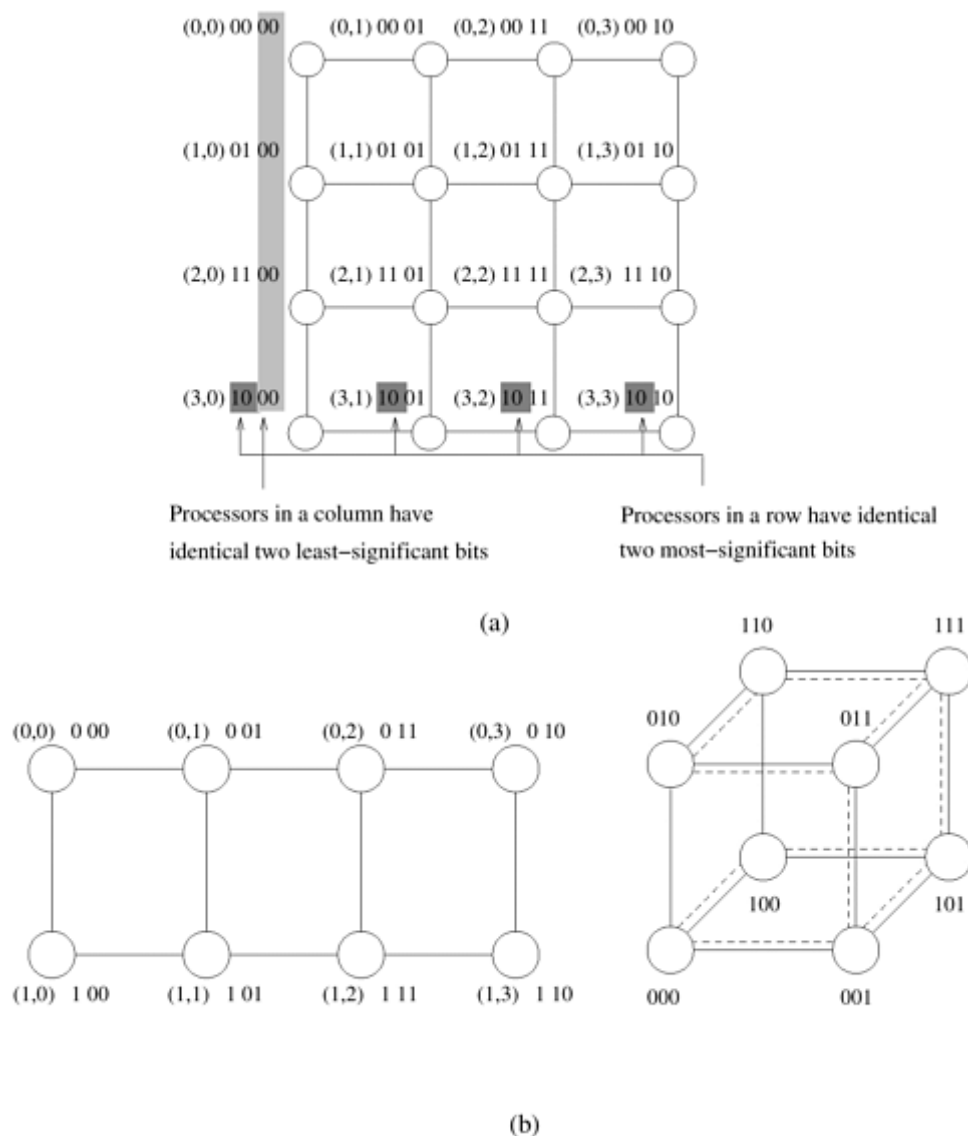 (0,0) 00 00 (0,1) 00 01 (0,2) 00 11 (0,3) 00 10
(1,0) 01 00 (1,1) 01 01 (1,2) 01 11 (1,3) 01 10
(2,0) 11 00 (2,1) 11 01 (2,2) 11 11 (2,3) 11 10
(3,0) 10 00 (3,1) 10 01 (3,2) 10 11 (3,3) 10 10
Processors in a column have
identical two least−significant bits
Processors in a row have identical
two most−significant bits
(a)
(0,0) 0 00 (0,1) 0 01 (0,2) 0 11 (0,3) 0 10
(1,0) 1 00 (1,1) 1 01 (1,2) 1 11 (1,3) 1 10
110 111
010 011
100 101
000 001
(b)